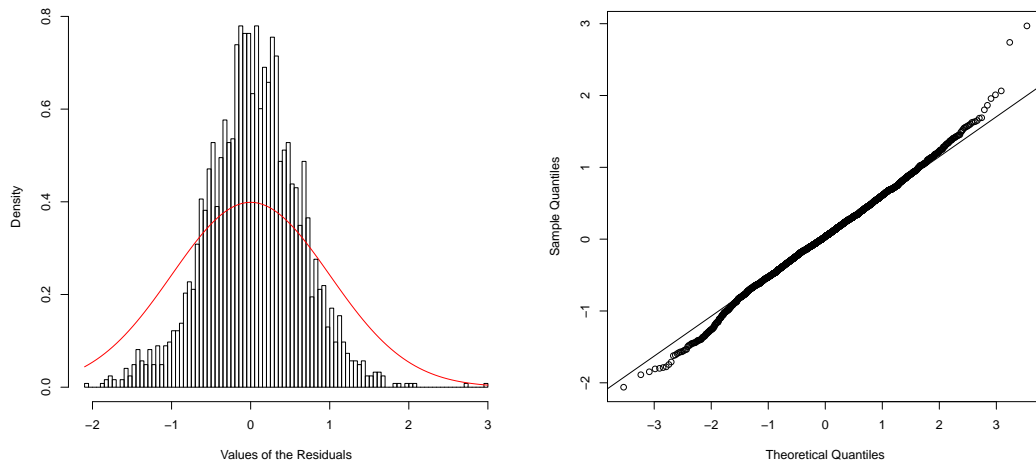 0.8
0.6
0.4
0.2
0.0
Density
−2 −1 0 1 2 3
Values of the Residuals
3
2
1
0
−1
−2
Sample Quantiles
−3 −2 −1 0 1 2 3
Theoretical Quantiles